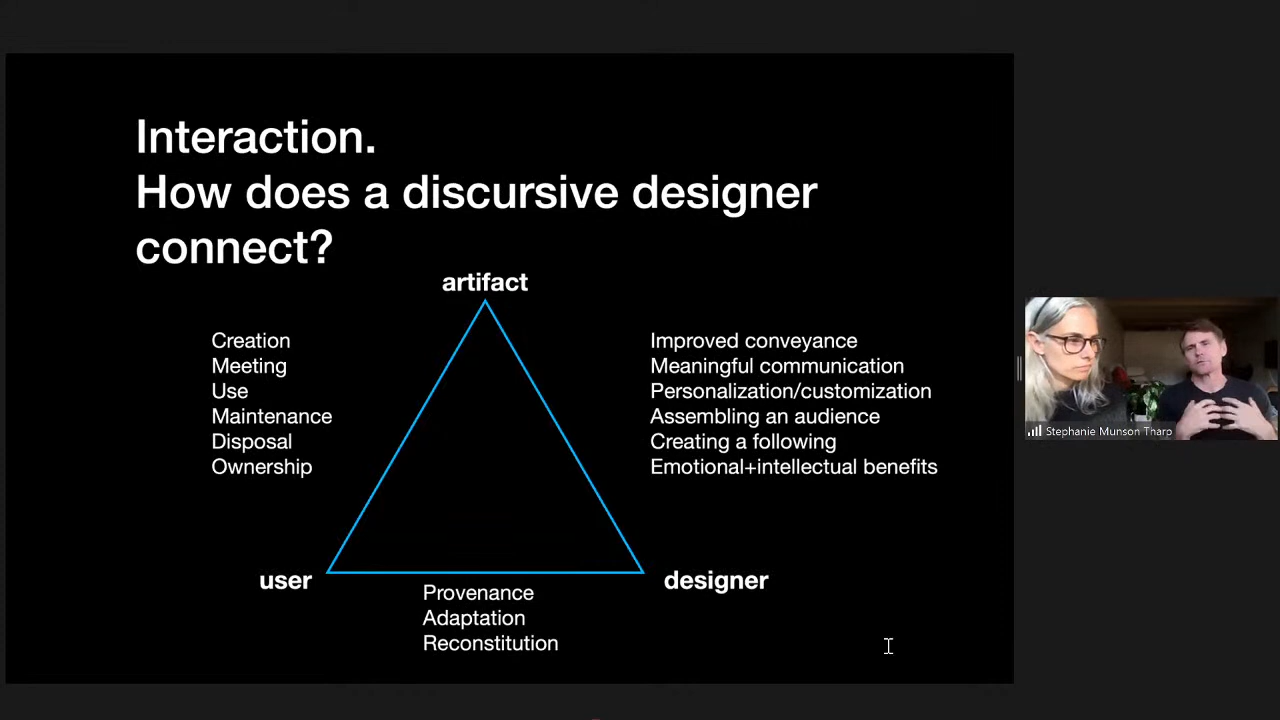 Interaction.
How does a discursive designer
connect?
artifact
Creation
Meeting
Use
Maintenance
Disposal
Ownership
Improved conveyance
Meaningful communication
Personalization/customization
Assembling an audience
Creating a following
Emotional+intellectual benefits
user
designer
Provenance
Adaptation
Reconstitution
Stephanie Munson Tharp